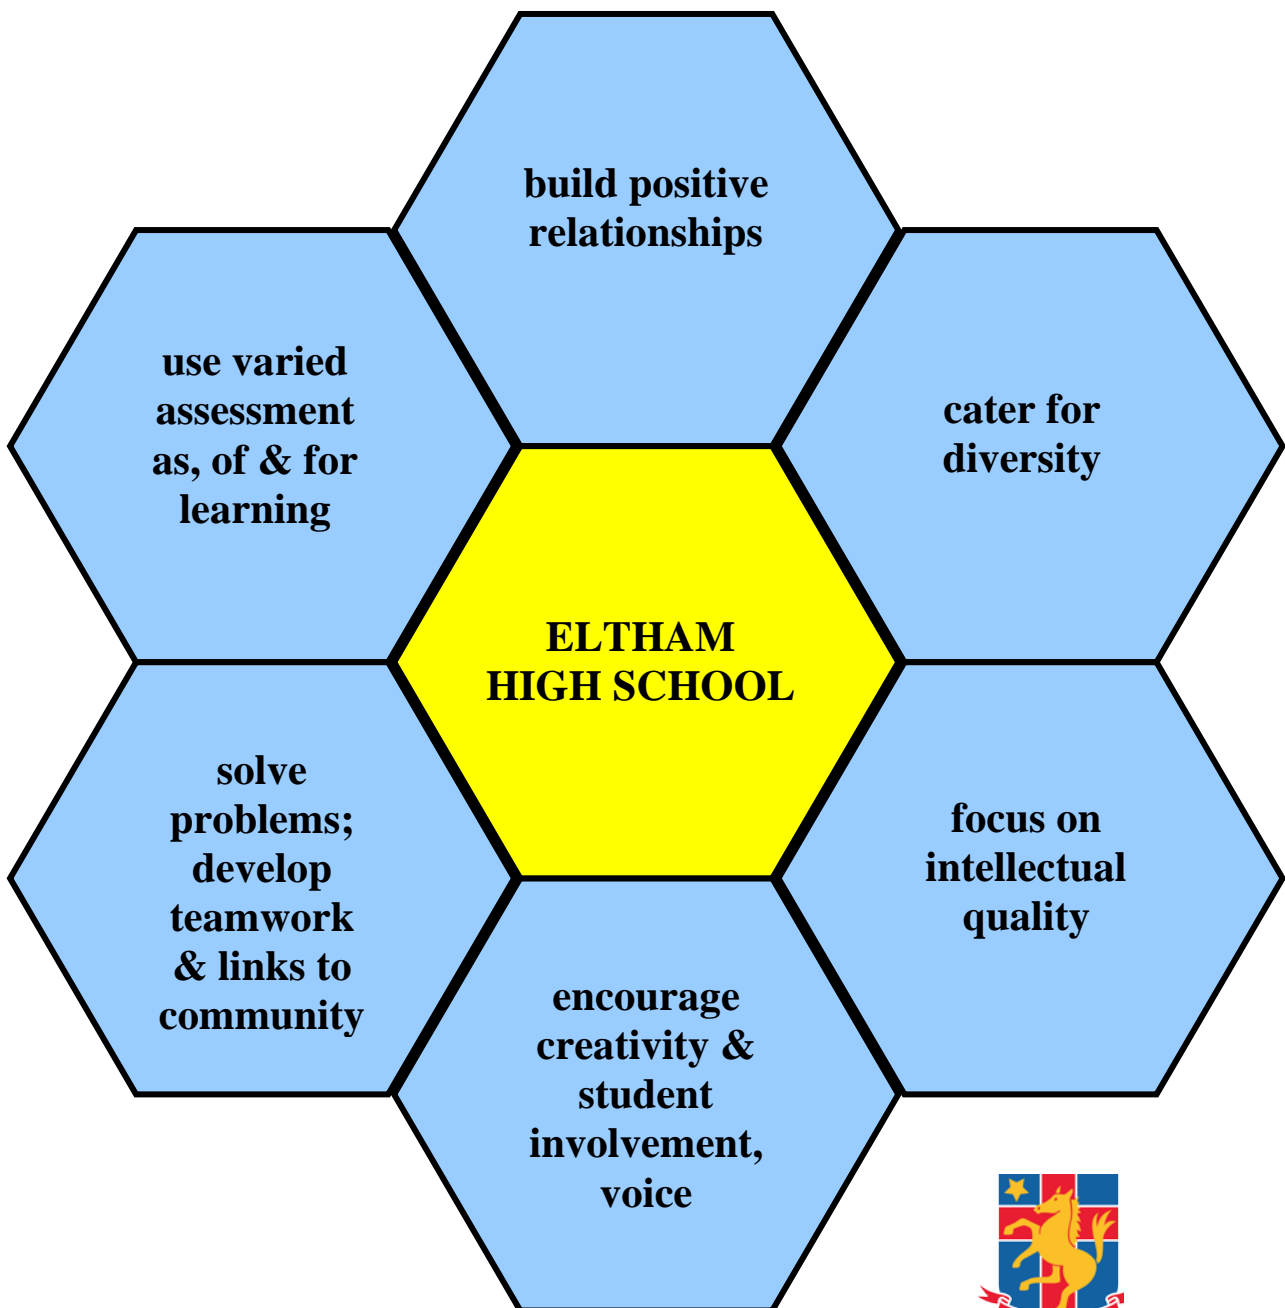 build positive
relationships
use varied
assessment
as, of & for
learning
cater for
diversity
ELTHAM
HIGH SCHOOL
solve
problems;
develop
teamwork
& links to
community
focus on
intellectual
quality
encourage
creativity &
student
involvement,
voice